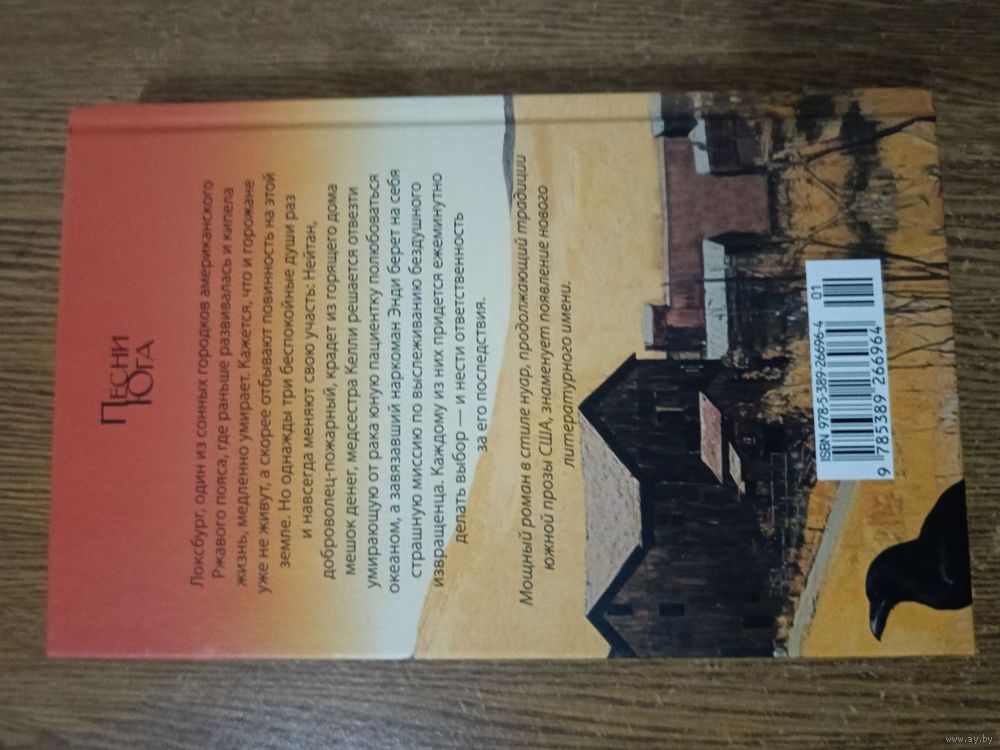 Песни
Юга
Локсбург, один из сонных городков американского
Ржавого пояса, где раньше развивалась и кипела
жизнь, медленно умирает. Кажется, что и горожане
уже не живут, а скорее отбывают повинность на этой
земле. Но однажды три беспокойные души раз
и навсегда меняют свою участь: Нейтан,
доброволец-пожарный, крадет из горящего дома
мешок денег, медсестра Келли решается отвезти
умирающую от рака юную пациентку полюбоваться
океаном, а завязавший наркоман Энди берет на себя
страшную миссию по выслеживанию бездушного
извращенца. Каждому из них придется ежеминутно
делать выбор — и нести ответственность
за его последствия.
Мощный роман в стиле нуар, продолжающий традиции
южной прозы США, знаменует появление нового
литературного имени.
ISBN 978-5-389-26696-4
01
9 785389 266964
www.ay.by